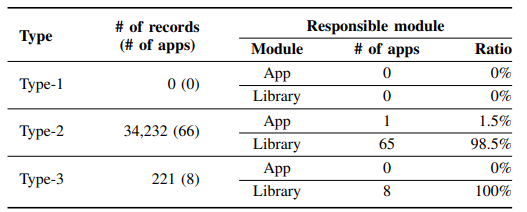 Type # of records (# of apps) Responsible module
Module # of apps Ratio
Type-1 0 (0) App 0 0%
Library 0 0%
Type-2 34,232 (66) App 1 1.5%
Library 65 98.5%
Type-3 221 (8) App 0 0%
Library 8 100%